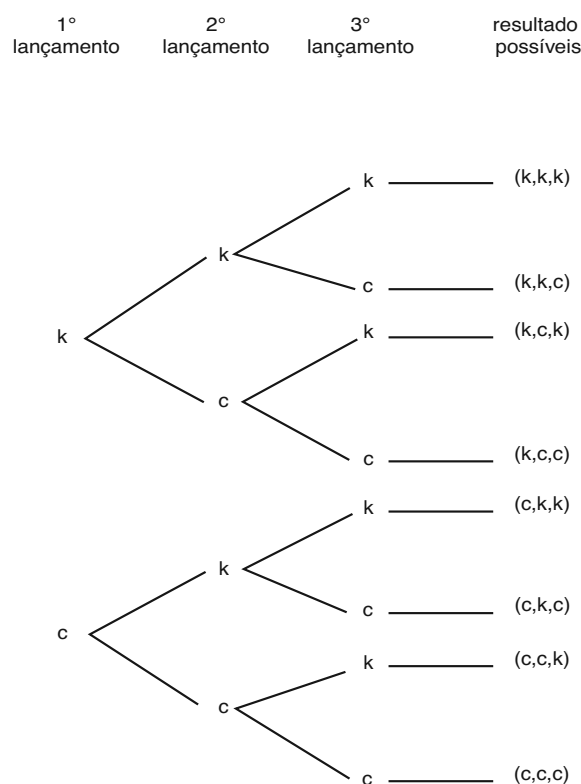 1° 2° 3° resultado
lançamento lançamento lançamento possíveis
k (k,k,k)
k
c (k,k,c)
k k (k,c,k)
c
c (k,c,c)
k (c,k,k)
k
c (c,k,c)
c
k (c,c,k)
c
c (c,c,c)